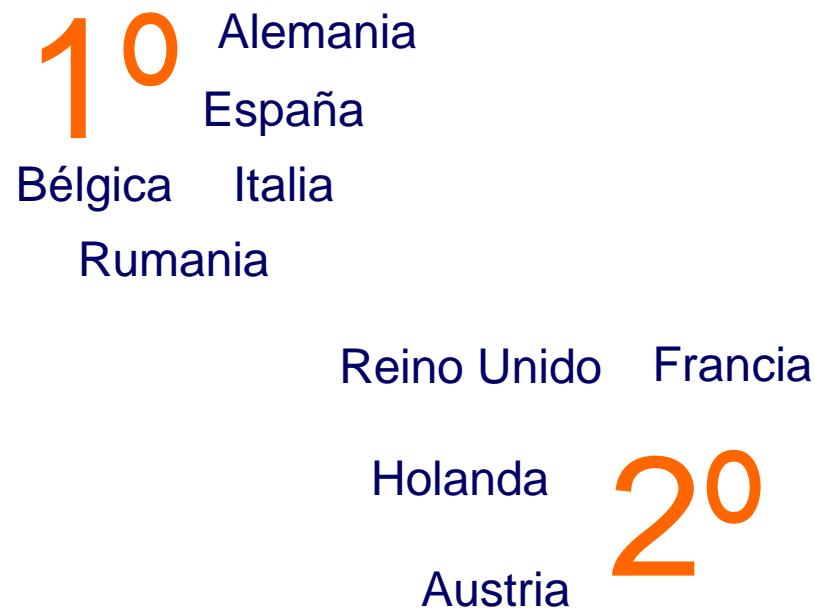 1º
Alemania
España
Bélgica Italia
Rumania
Reino Unido Francia
Holanda
2º
Austria